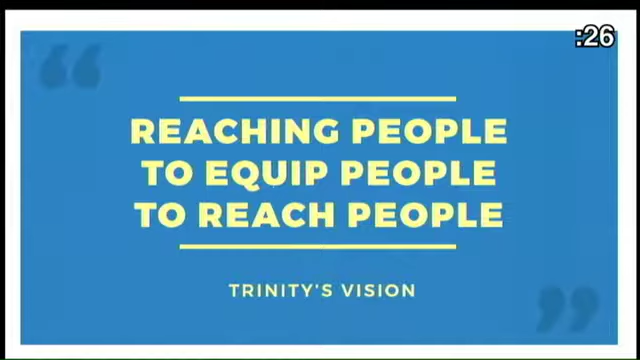 :26
REACHING PEOPLE
TO EQUIP PEOPLE
TO REACH PEOPLE
TRINITY'S VISION